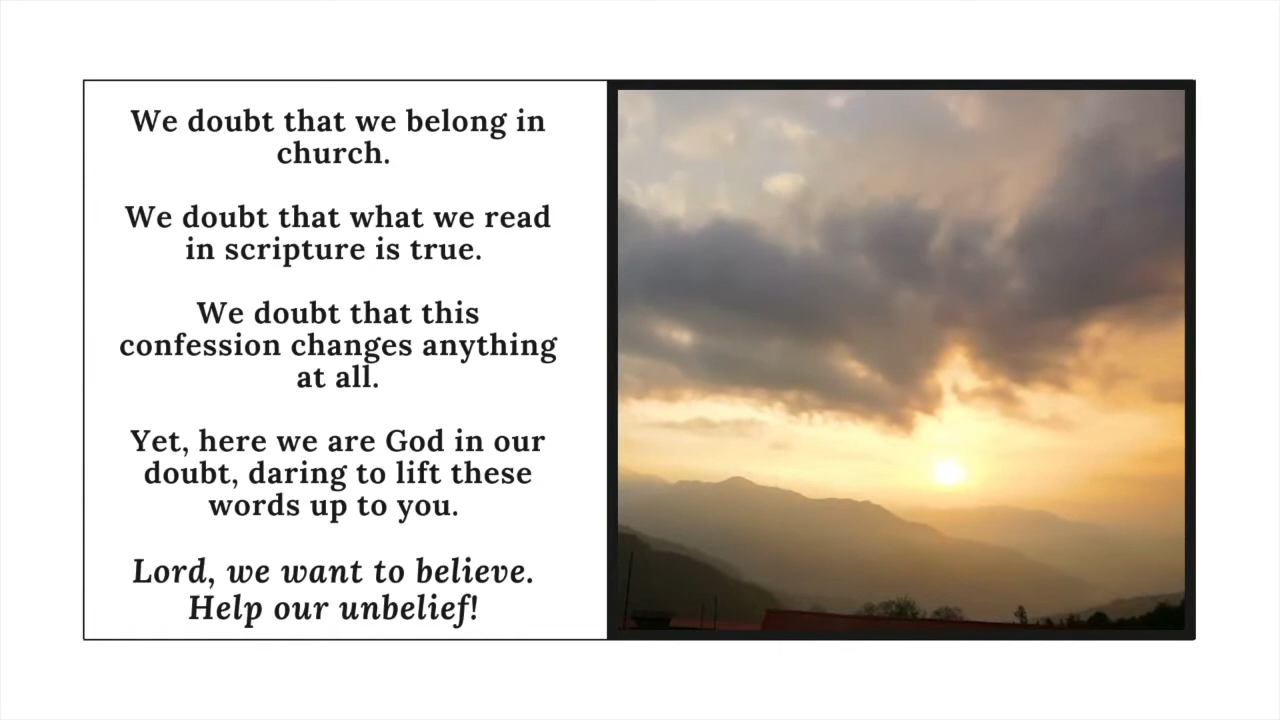 We doubt that we belong in
church.
We doubt that what we read
in scripture is true.
We doubt that this
confession changes anything
at all.
Yet, here we are God in our
doubt, daring to lift these
words up to you.
Lord, we want to believe.
Help our unbelief!